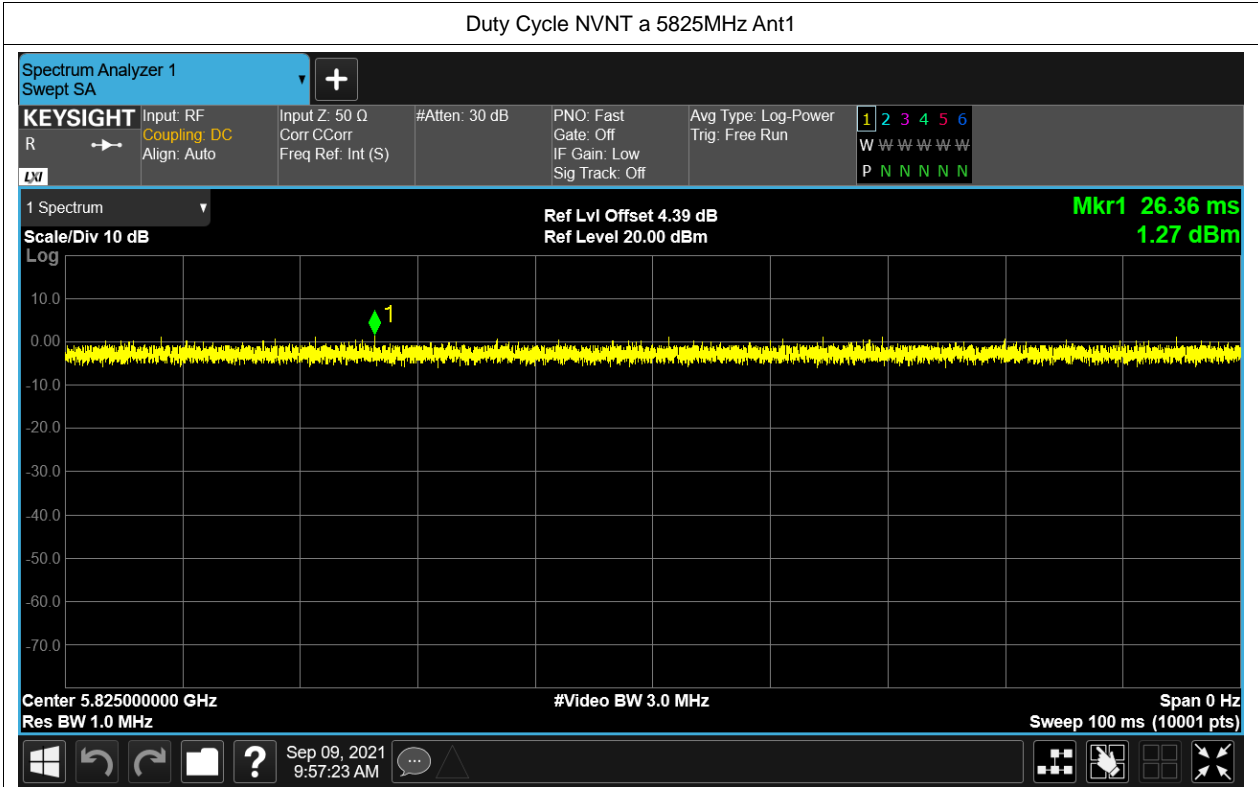 Duty Cycle NVNT a 5825MHz Ant1
Spectrum Analyzer 1
Swept SA
KEYSIGHT
R
LXI
Input: RF
Coupling: DC
Align: Auto
Input Z: 50 Ω
Corr CCorr
Freq Ref: Int (S)
#Atten: 30 dB
PNO: Fast
Gate: Off
IF Gain: Low
Sig Track: Off
Avg Type: Log-Power
Trig: Free Run
1 2 3 4 5 6
W W W W W W
P N N N N N
1 Spectrum
Scale/Div 10 dB
Log
Ref Lvl Offset 4.39 dB
Ref Level 20.00 dBm
Mkr1 26.36 ms
1.27 dBm
1
10.0
0.00
-10.0
-20.0
-30.0
-40.0
-50.0
-60.0
-70.0
Center 5.825000000 GHz
Res BW 1.0 MHz
#Video BW 3.0 MHz
Span 0 Hz
Sweep 100 ms (10001 pts)
?
Sep 09, 2021
9:57:23 AM